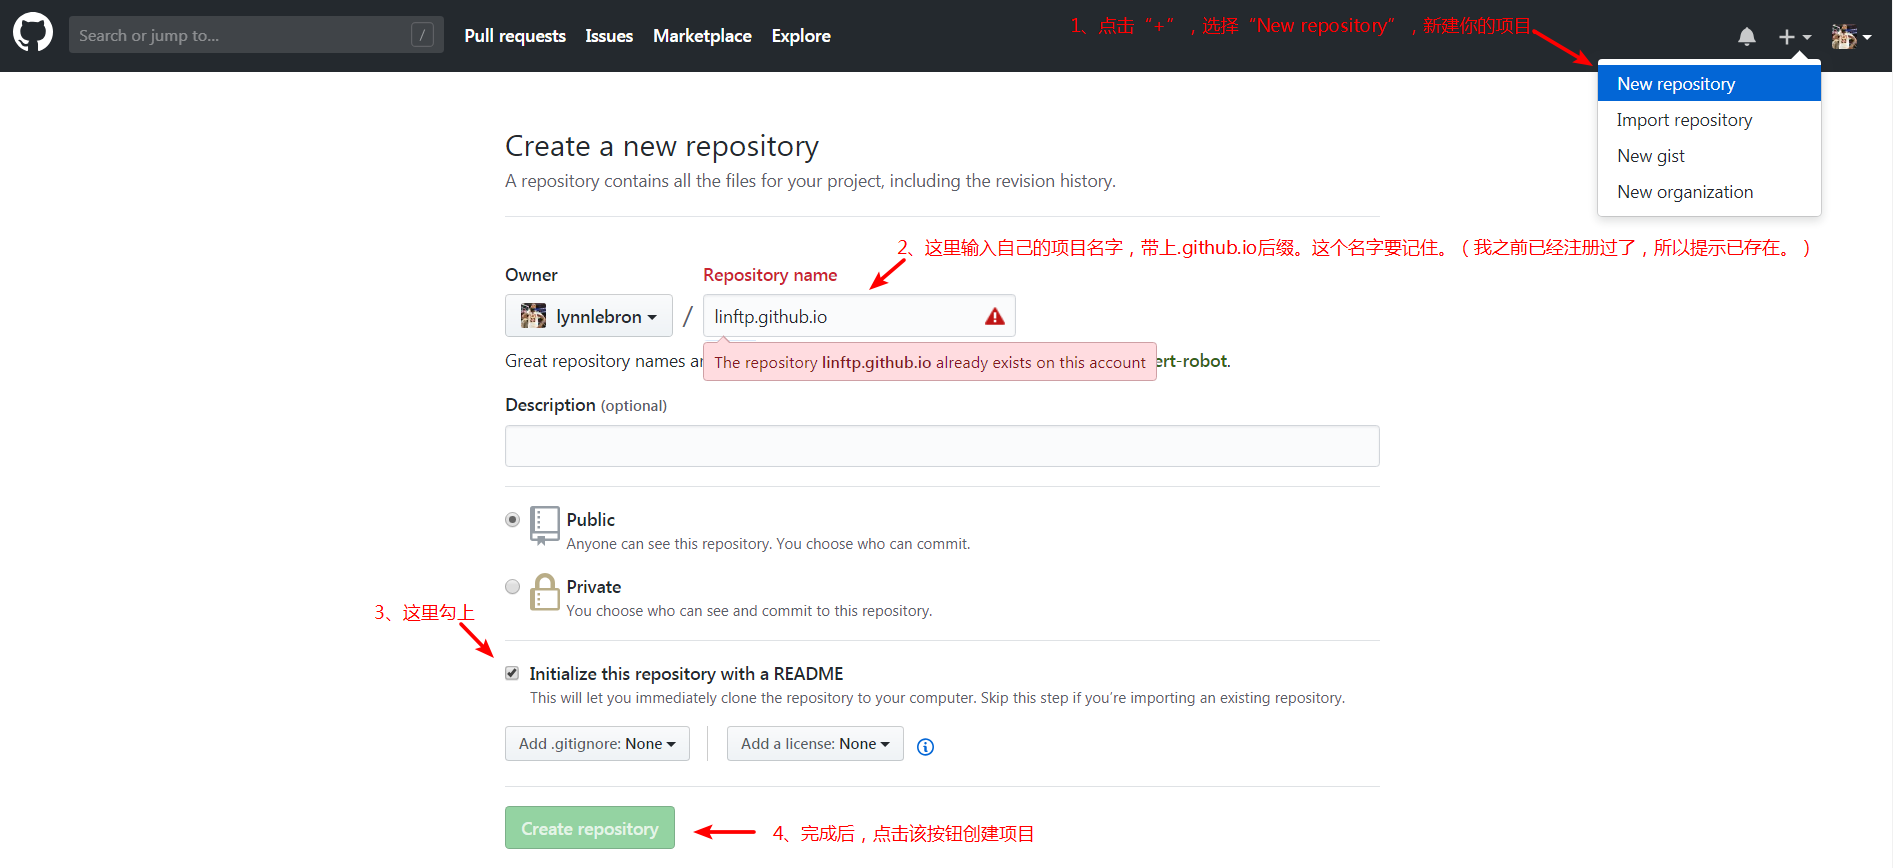 Search or jump to...
/
Pull requests
Issues
Marketplace
Explore
1、点击“+”，选择“New repository”，新建你的项目
New repository
Import repository
New gist
New organization
Create a new repository
A repository contains all the files for your project, including the revision history.
2、这里输入自己的项目名字，带上.github.io后缀。这个名字要记住。（我之前已经注册过了，所以提示已存在。）
Owner
Repository name
lynnlebron
/
linftp.github.io
Great repository names a
The repository linftp.github.io already exists on this account
ert-robot.
Description (optional)
Public
Anyone can see this repository. You choose who can commit.
Private
You choose who can see and commit to this repository.
3、这里勾上
Initialize this repository with a README
This will let you immediately clone the repository to your computer. Skip this step if you’re importing an existing repository.
Add .gitignore: None
Add a license: None
Create repository
4、完成后，点击该按钮创建项目